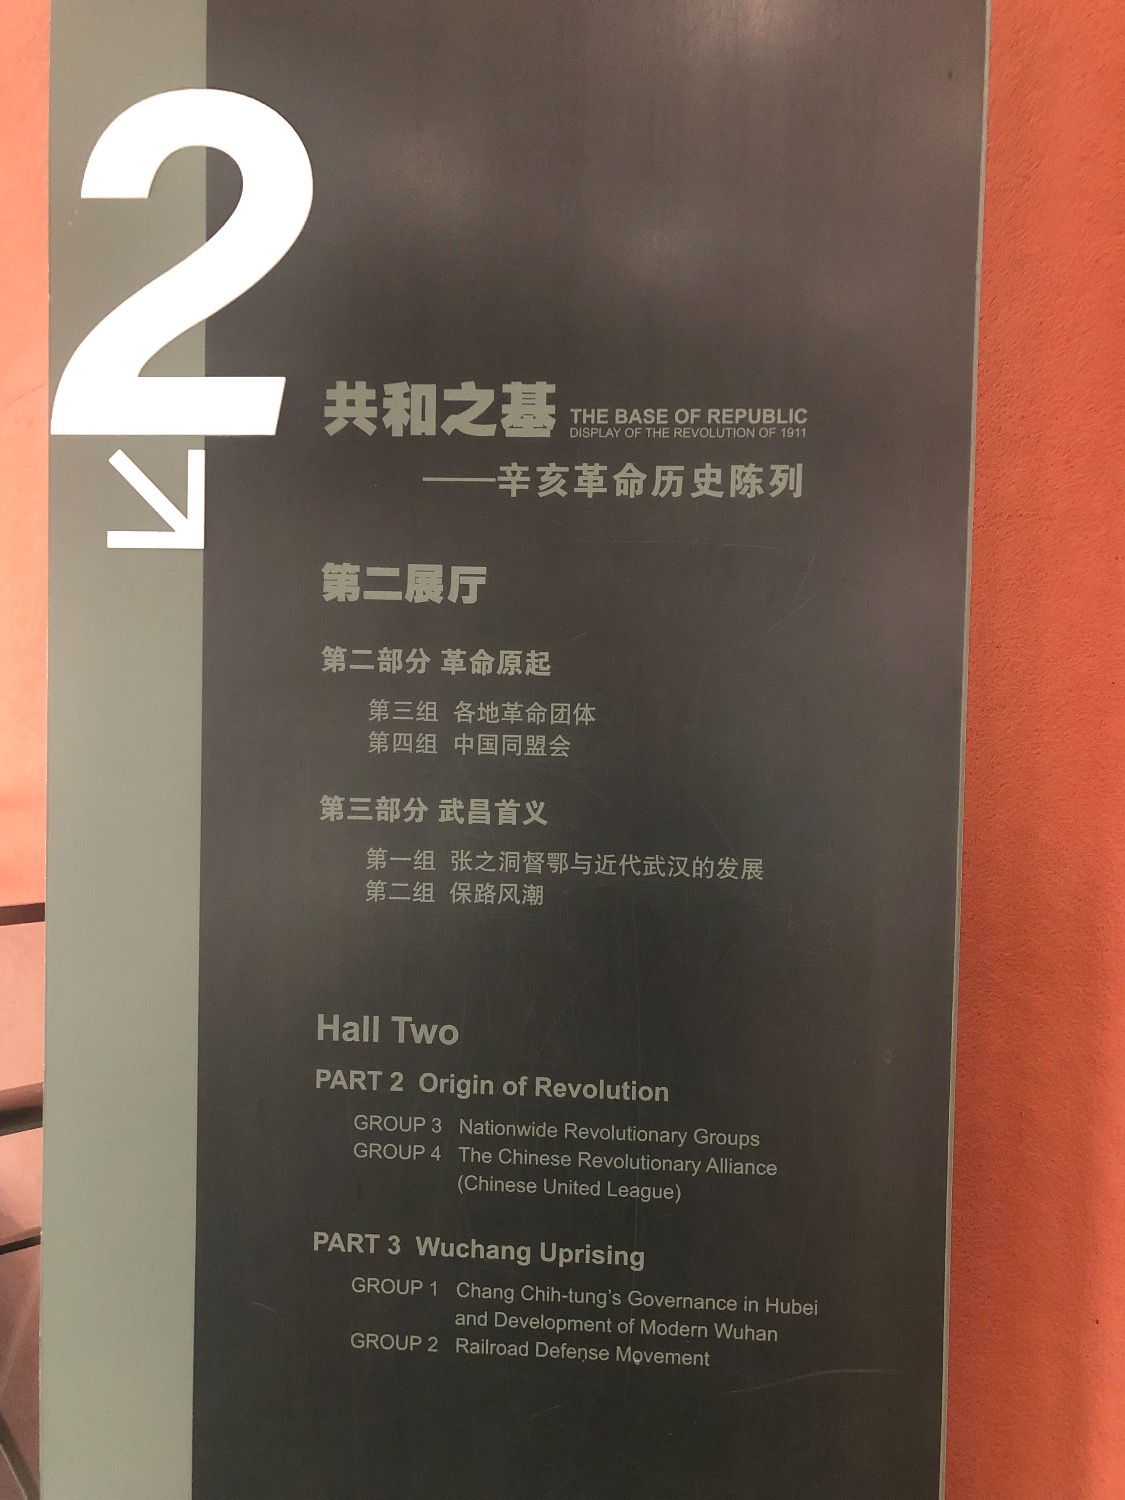 2
共和之基 THE BASE OF REPUBLIC
DISPLAY OF THE REVOLUTION OF 1911
——辛亥革命历史陈列
第二展厅
第二部分 革命原起
第三组 各地革命团体
第四组 中国同盟会
第三部分 武昌首义
第一组 张之洞督鄂与近代武汉的发展
第二组 保路风潮
Hall Two
PART 2 Origin of Revolution
GROUP 3 Nationwide Revolutionary Groups
GROUP 4 The Chinese Revolutionary Alliance
(Chinese United League)
PART 3 Wuchang Uprising
GROUP 1 Chang Chih-tung's Governance in Hubei
and Development of Modern Wuhan
GROUP 2 Railroad Defense Movement